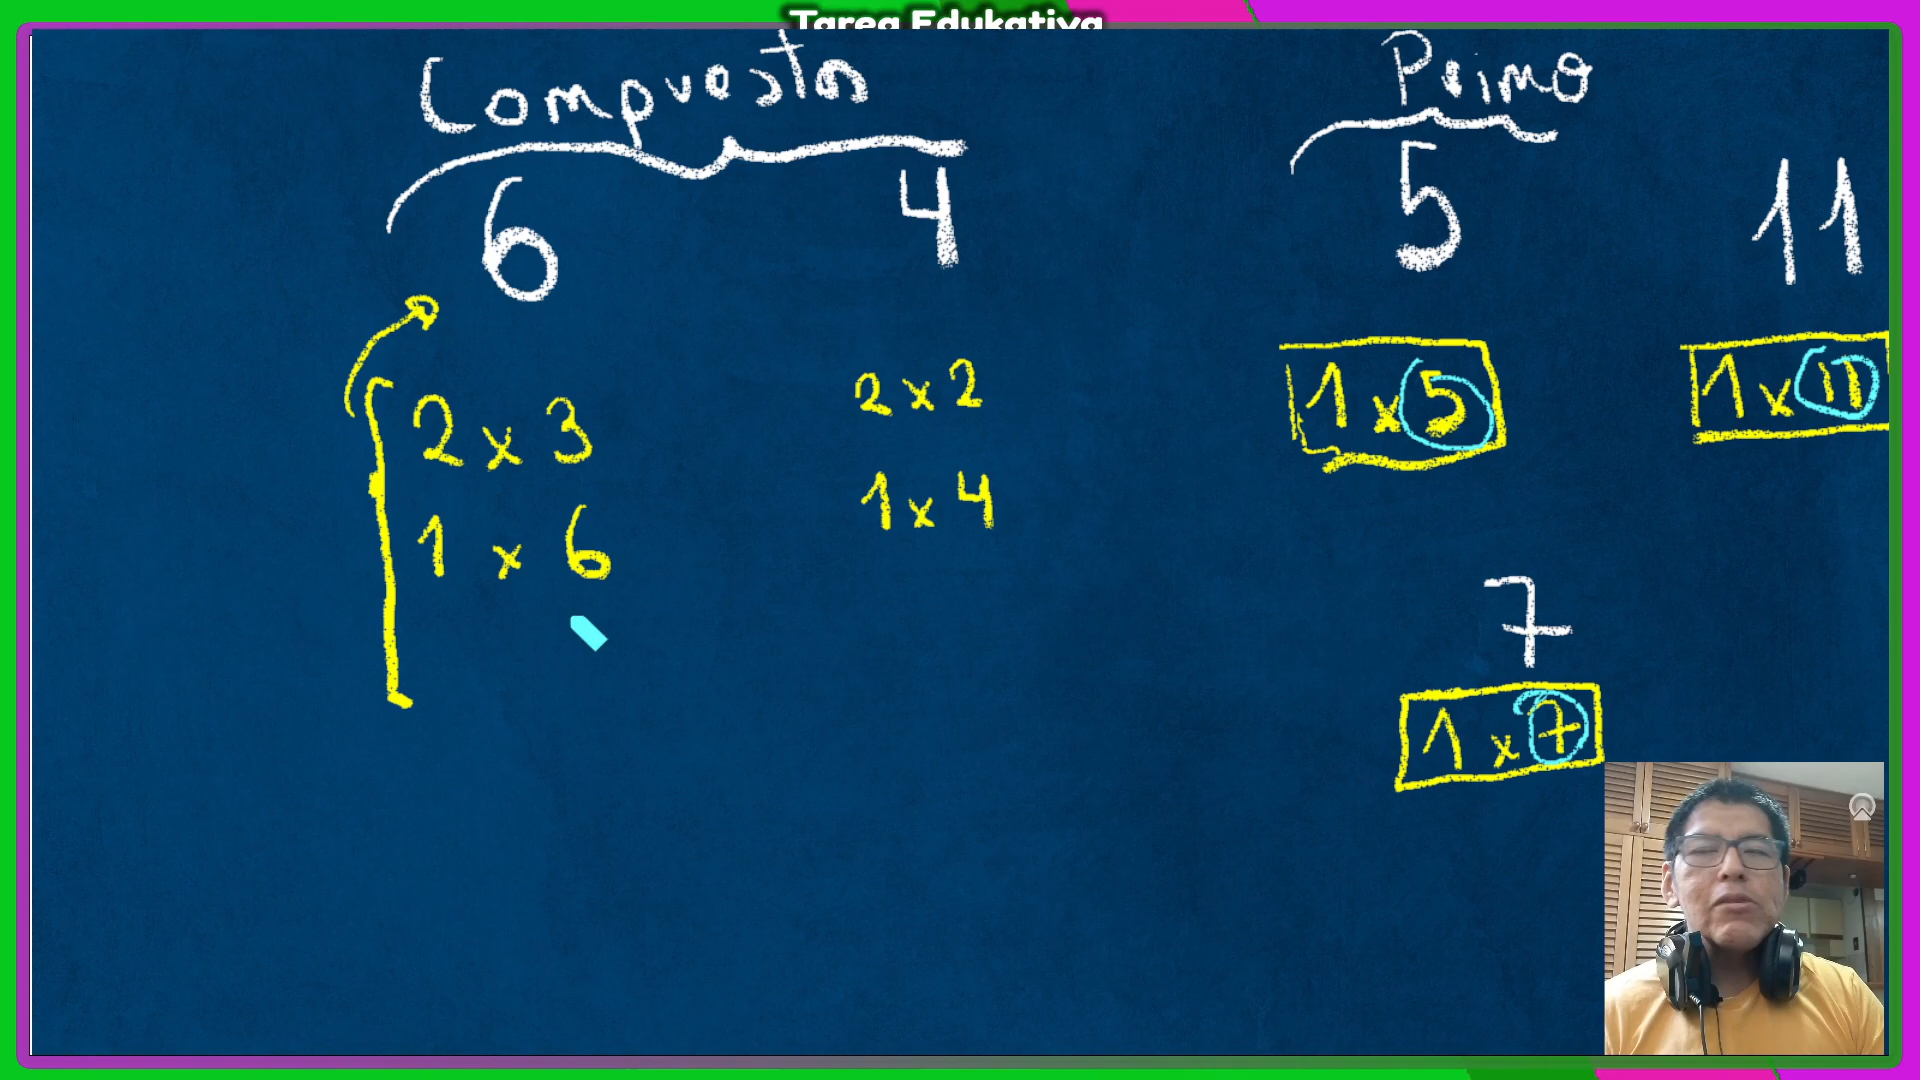 Tarea Edukativa
Compuestos
Primo
6
4
5
11
2 x 3
2 x 2
1 x 5
1 x 11
1 x 6
1 x 4
7
1 x 7